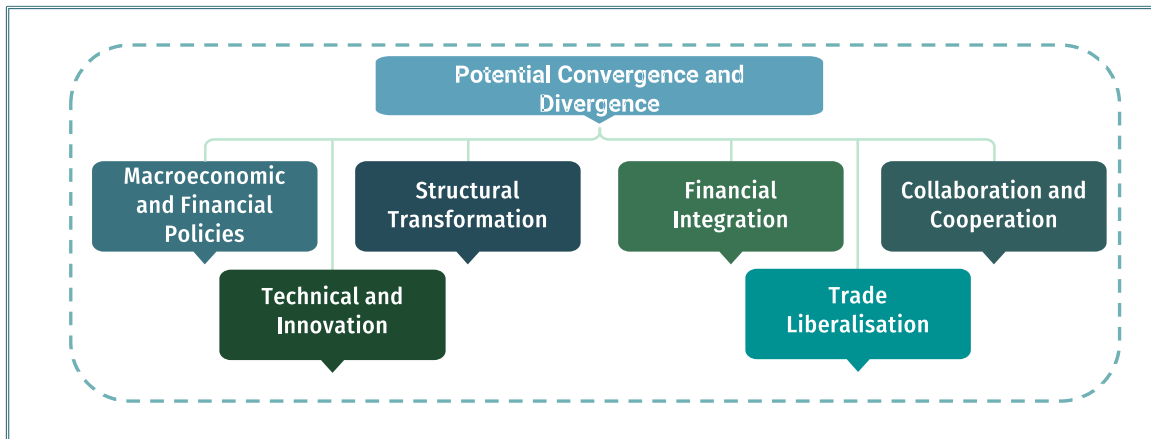 Potential Convergence and
Divergence
Macroeconomic
and Financial
Policies
Structural
Transformation
Financial
Integration
Collaboration and
Cooperation
Technical and
Innovation
Trade
Liberalisation